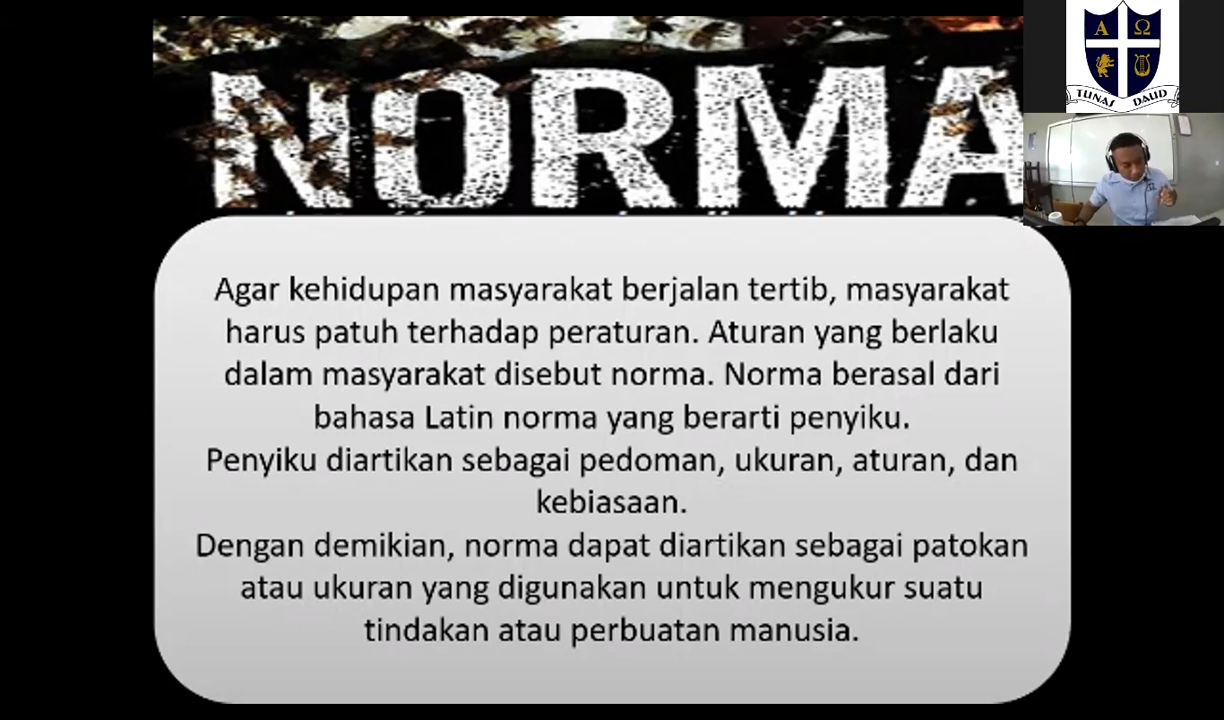 NORMA
Α Ω
TUNAS DAUD
Agar kehidupan masyarakat berjalan tertib, masyarakat
harus patuh terhadap peraturan. Aturan yang berlaku
dalam masyarakat disebut norma. Norma berasal dari
bahasa Latin norma yang berarti penyiku.
Penyiku diartikan sebagai pedoman, ukuran, aturan, dan
kebiasaan.
Dengan demikian, norma dapat diartikan sebagai patokan
atau ukuran yang digunakan untuk mengukur suatu
tindakan atau perbuatan manusia.